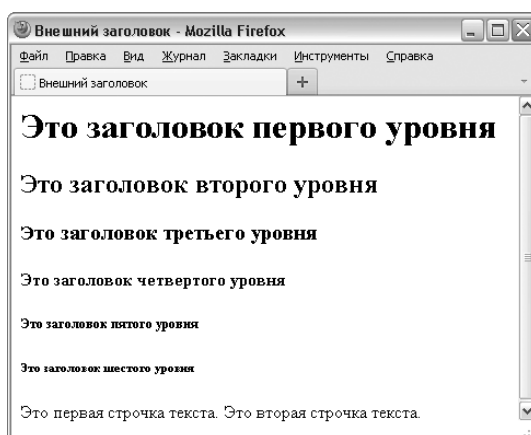 Внешний заголовок - Mozilla Firefox
Файл Правка Вид Журнал Закладки Инструменты Справка
Внешний заголовок
Это заголовок первого уровня
Это заголовок второго уровня
Это заголовок третьего уровня
Это заголовок четвертого уровня
Это заголовок пятого уровня
Это заголовок шестого уровня
Это первая строчка текста. Это вторая строчка текста.